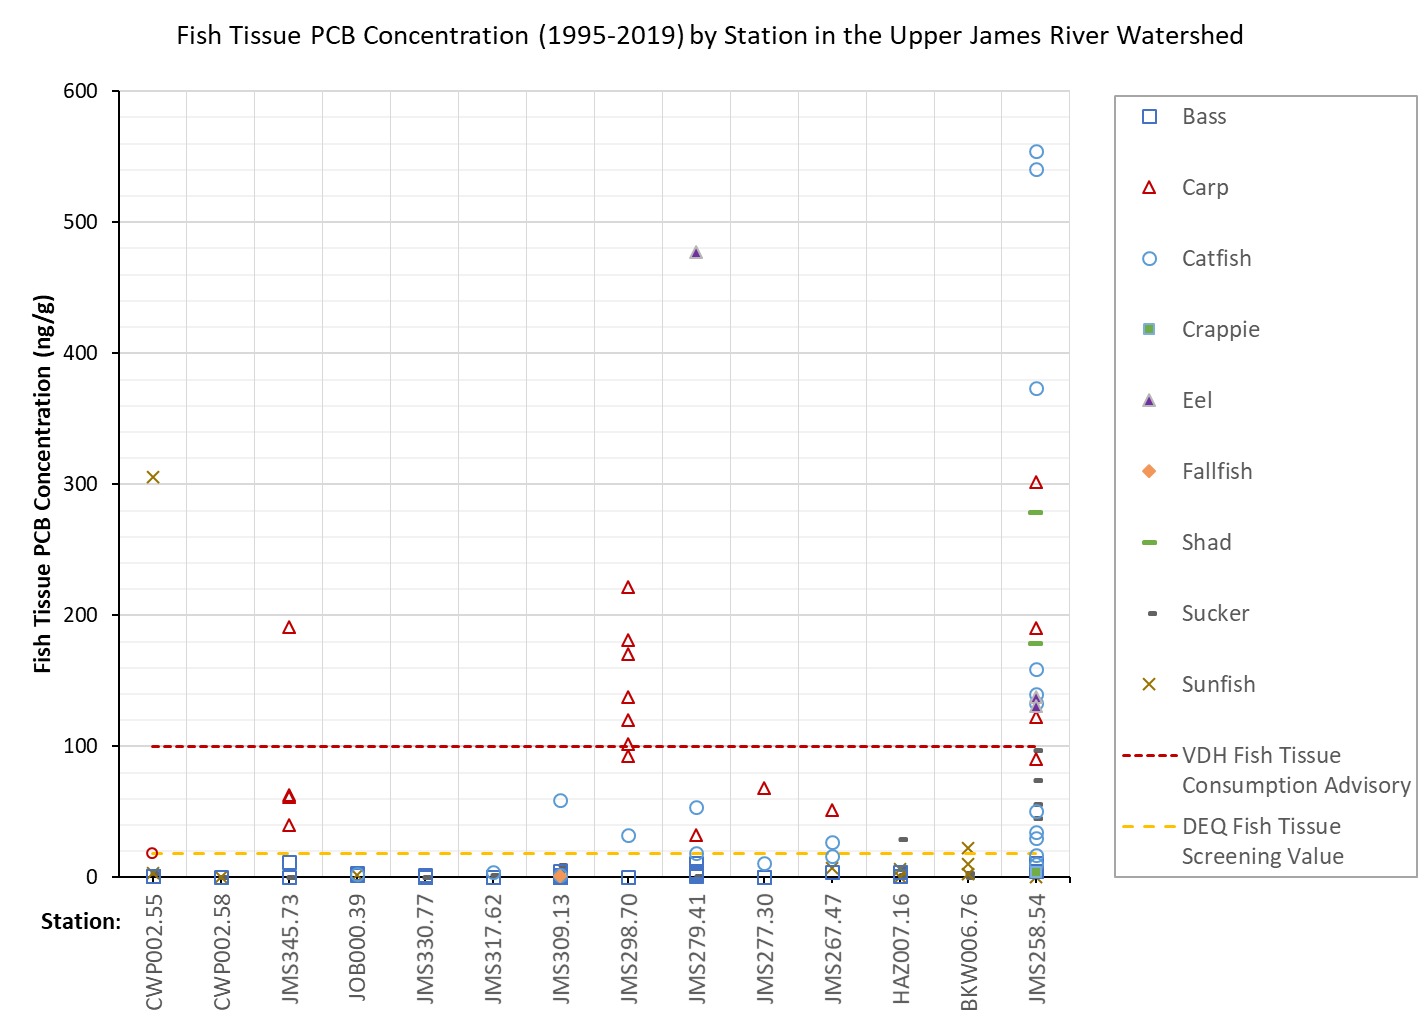 Fish Tissue PCB Concentration (1995-2019) by Station in the Upper James River Watershed
Fish Tissue PCB Concentration (ng/g)
600
500
400
300
200
100
0
Station:
CWP002.55
CWP002.58
JMS345.73
JOB000.39
JMS330.77
JMS317.62
JMS309.13
JMS298.70
JMS279.41
JMS277.30
JMS267.47
HAZ007.16
BKW006.76
JMS258.54
Bass
Carp
Catfish
Crappie
Eel
Fallfish
Shad
Sucker
Sunfish
VDH Fish Tissue
Consumption Advisory
DEQ Fish Tissue
Screening Value